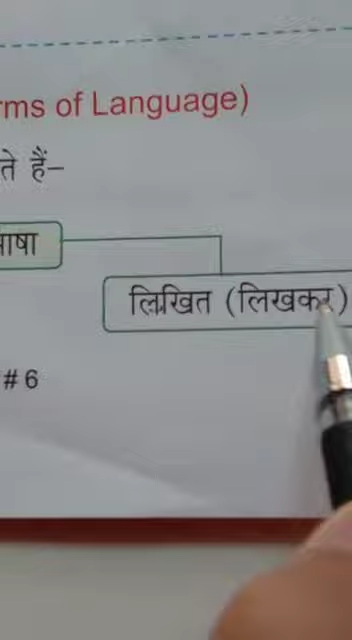 rms of Language)
ते हैं–
ाषा
लिखित (लिखकर)
# 6